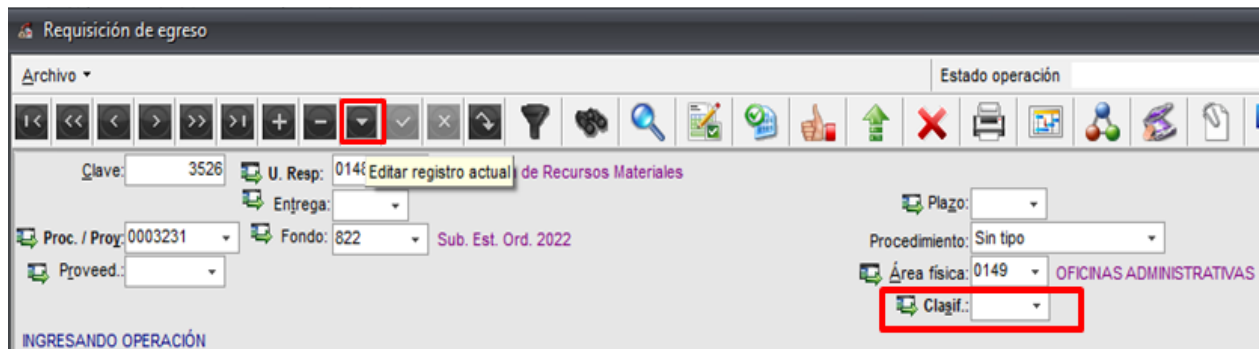 Requisición de egreso
Archivo
Estado operación
Clave: 3526 U. Resp: 0148 Editar registro actual de Recursos Materiales
Entrega: Plazo:
Proc. / Proy: 0003231 Fondo: 822 Sub. Est. Ord. 2022 Procedimiento: Sin tipo
Proveed.: Área física: 0149 OFICINAS ADMINISTRATIVAS
Clasif.:
INGRESANDO OPERACIÓN